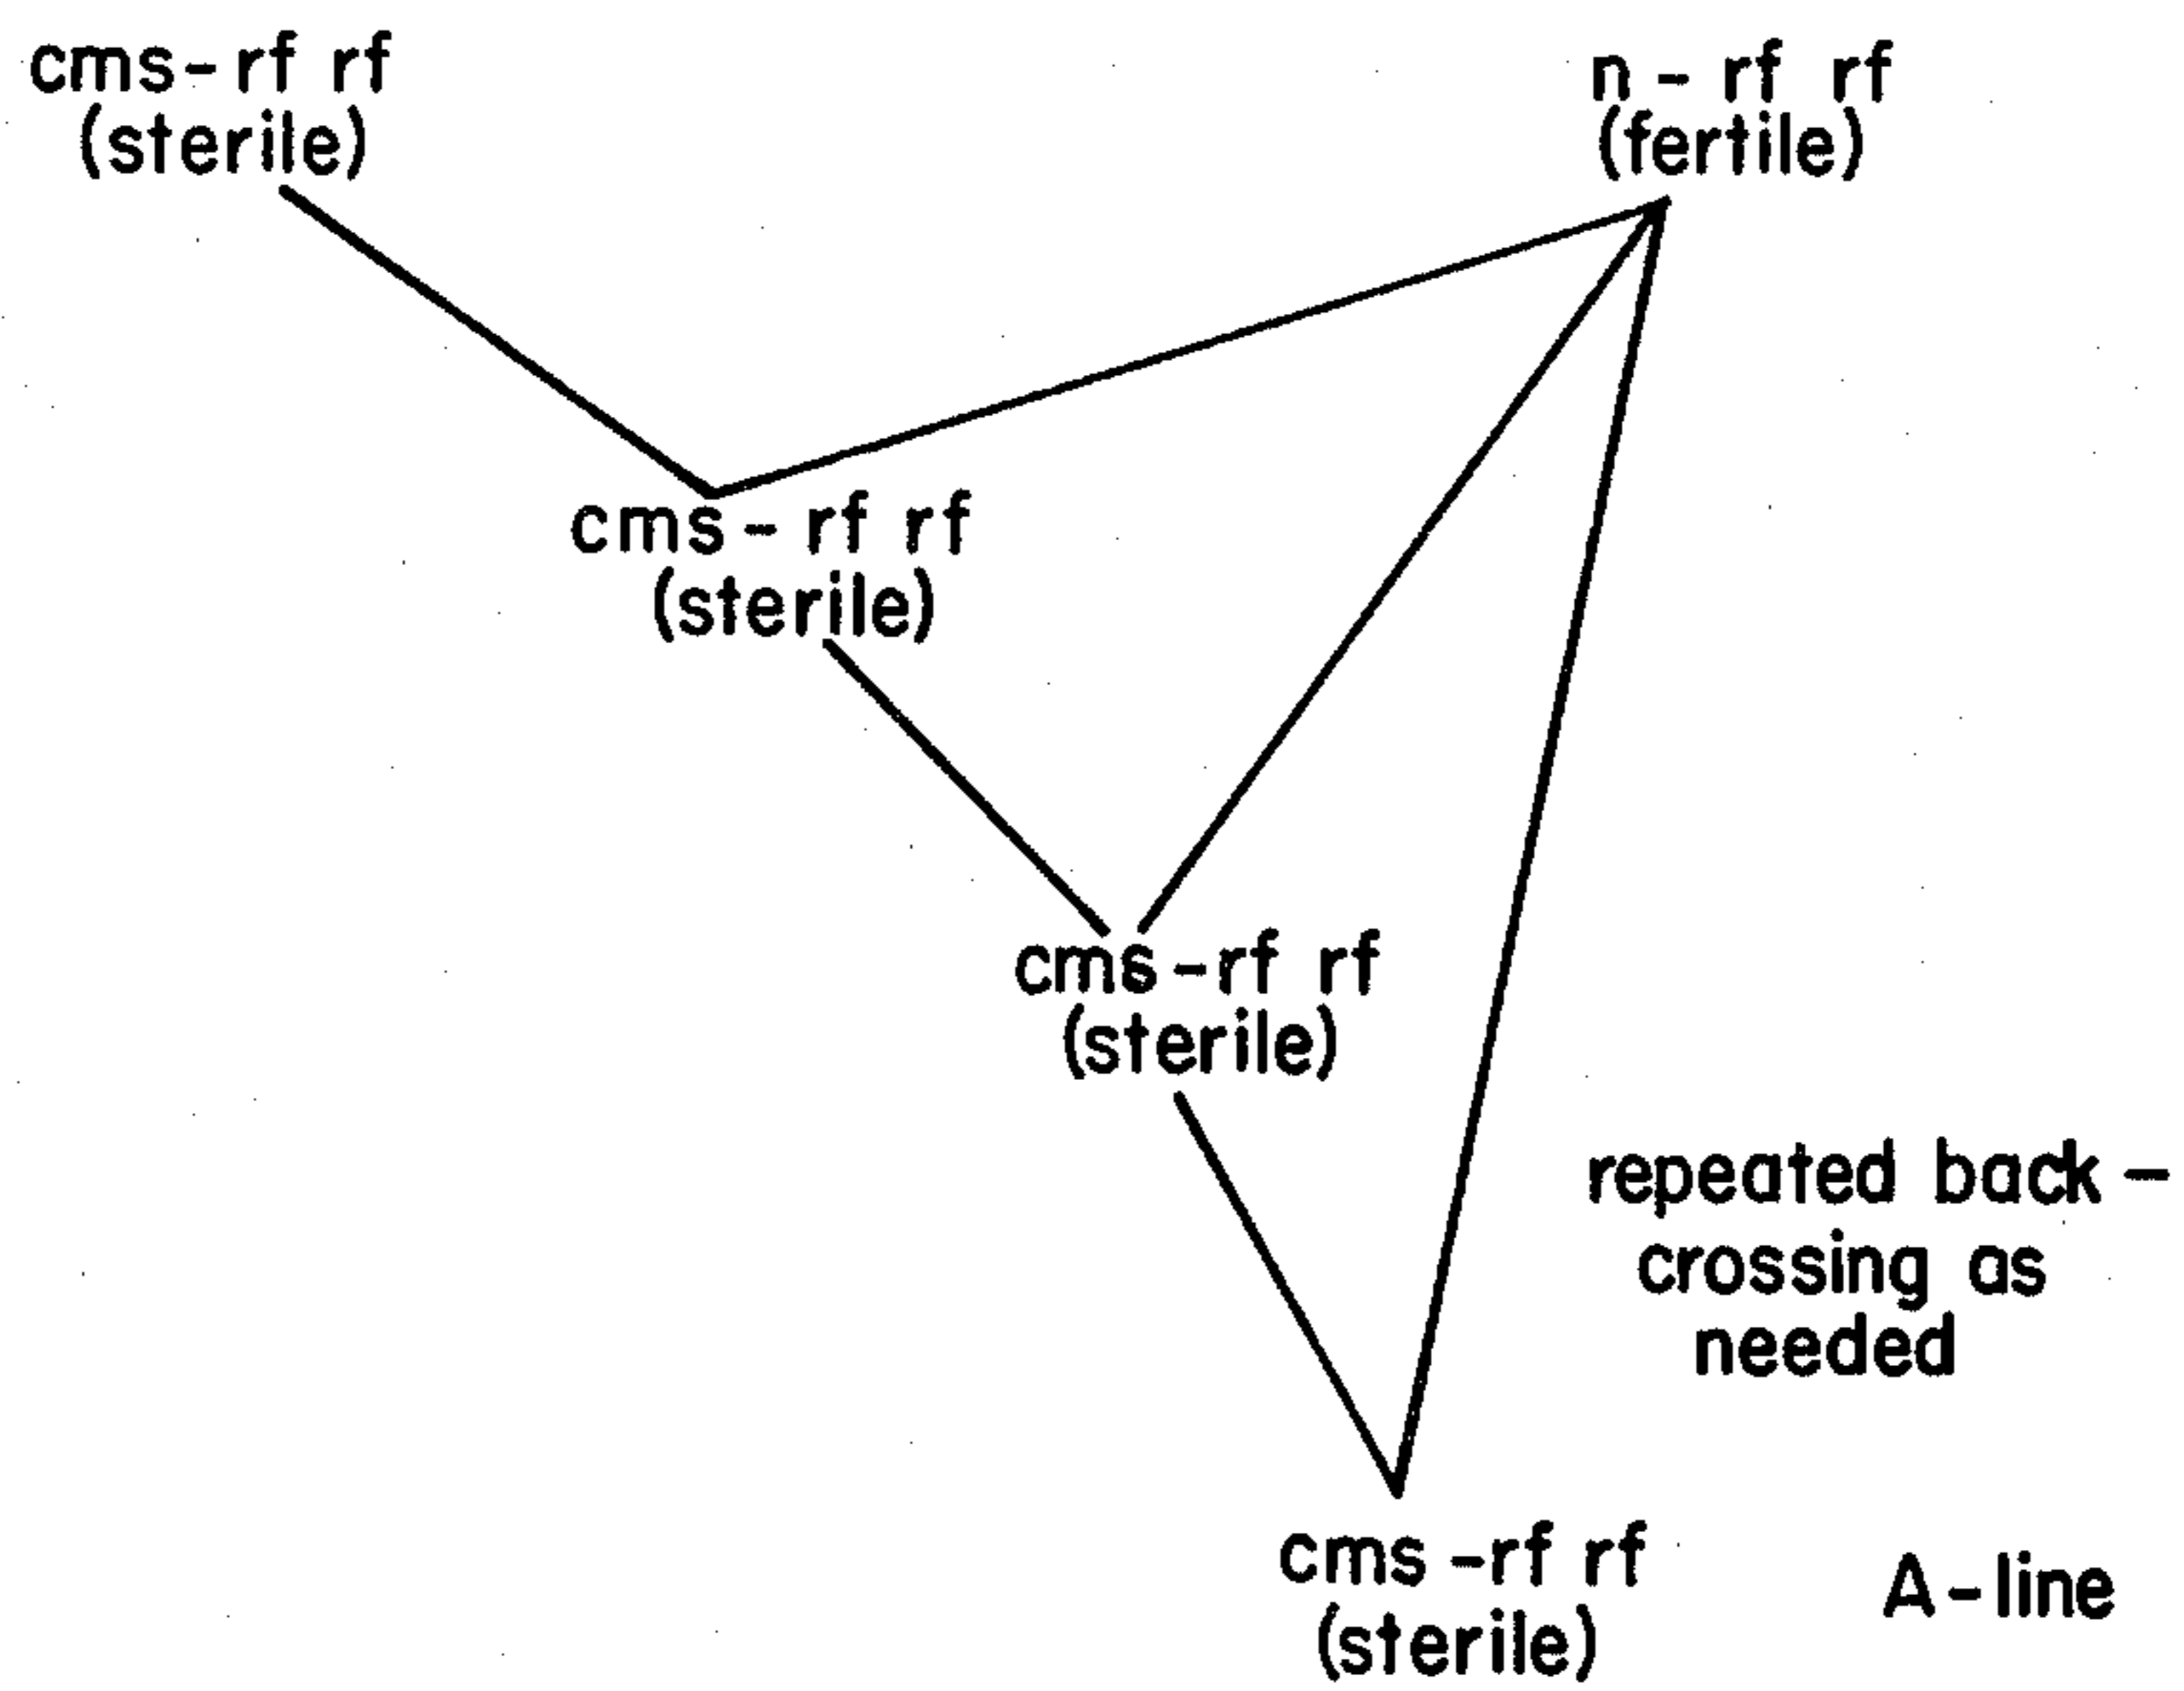 cms-rf rf
(sterile)
n - rf rf
(fertile)
cms - rf rf
(sterile)
cms -rf rf
(sterile)
repeated back -
crossing as
needed
cms -rf rf
(sterile)
A-line